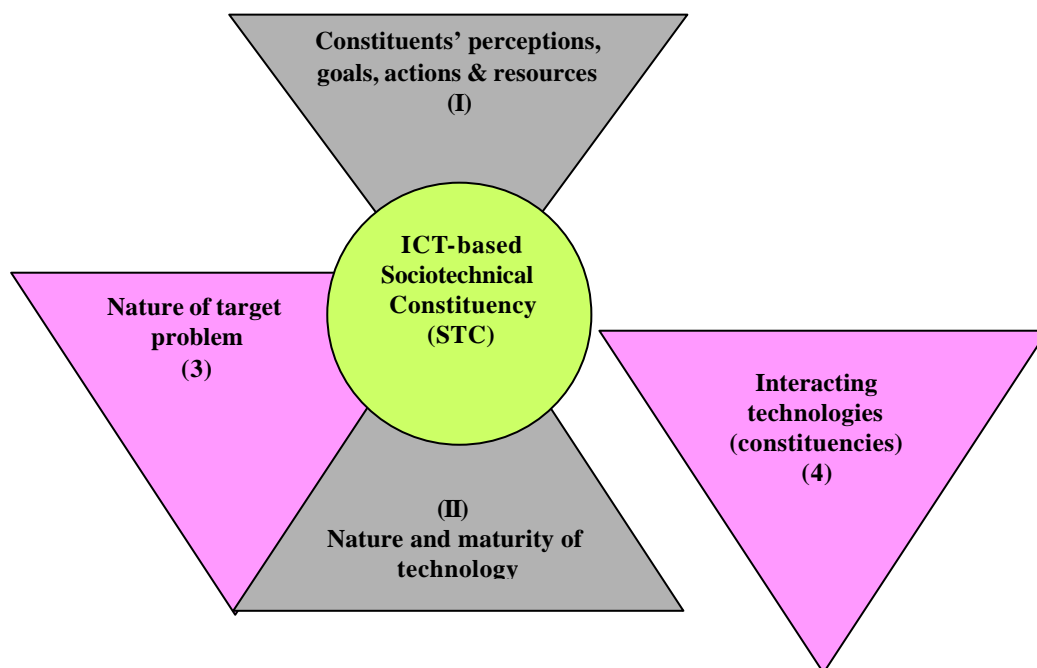 Constituents’ perceptions,
goals, actions & resources
(I)
ICT-based
Sociotechnical
Constituency
(STC)
Nature of target
problem
(3)
Interacting
technologies
(constituencies)
(4)
(II)
Nature and maturity of
technology